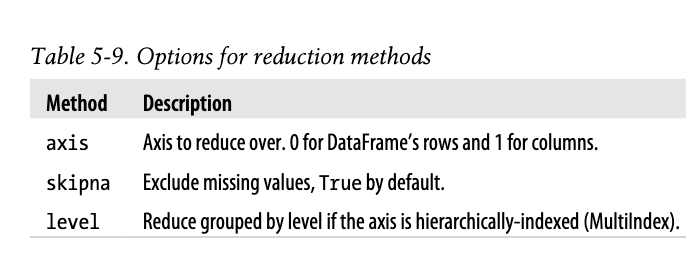 Table 5-9. Options for reduction methods
Method Description
axis Axis to reduce over. 0 for DataFrame's rows and 1 for columns.
skipna Exclude missing values, True by default.
level Reduce grouped by level if the axis is hierarchically-indexed (MultiIndex).